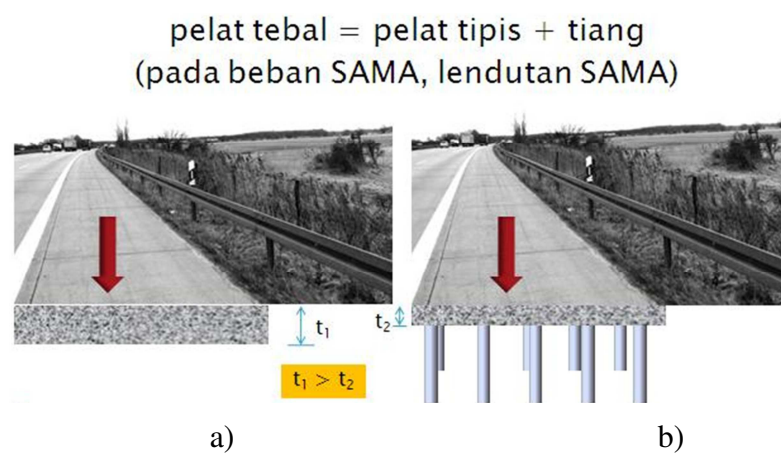 pelat tebal = pelat tipis + tiang
(pada beban SAMA, lendutan SAMA)
t₁
t₂
t₁ > t₂
a)
b)